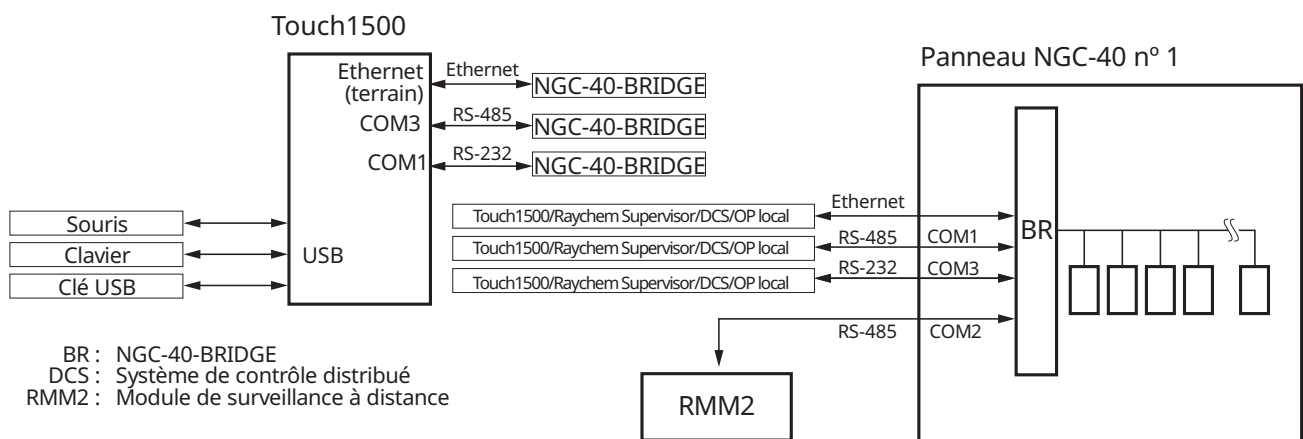 Touch1500
Ethernet
(terrain)
COM3
COM1
USB
Ethernet
RS-485
RS-232
NGC-40-BRIDGE
NGC-40-BRIDGE
NGC-40-BRIDGE
Souris
Clavier
Clé USB
Panneau NGC-40 nº 1
Touch1500/Raychem Supervisor/DCS/OP local
Ethernet
Touch1500/Raychem Supervisor/DCS/OP local
RS-485 COM1
Touch1500/Raychem Supervisor/DCS/OP local
RS-232 COM3
RS-485 COM2
BR
RMM2
BR : NGC-40-BRIDGE
DCS : Système de contrôle distribué
RMM2 : Module de surveillance à distance